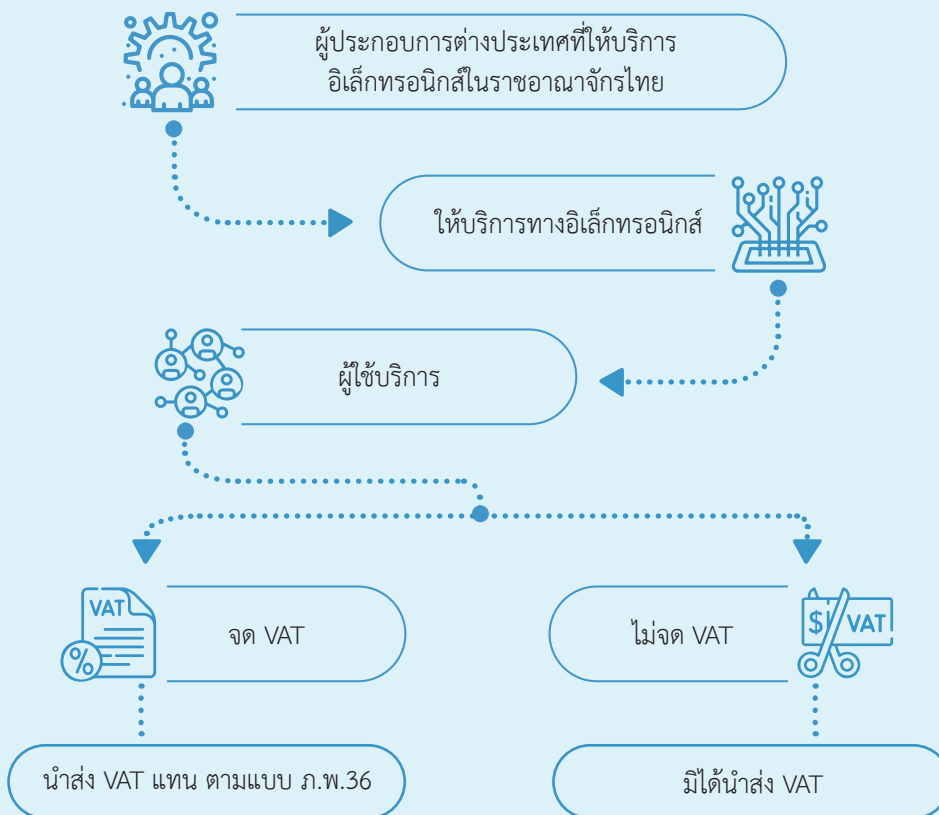 ผู้ประกอบการต่างประเทศที่ให้บริการ
อิเล็กทรอนิกส์ในราชอาณาจักรไทย
ให้บริการทางอิเล็กทรอนิกส์
ผู้ใช้บริการ
VAT
%
จด VAT
ไม่จด VAT
$ VAT
นำส่ง VAT แทน ตามแบบ ภ.พ.36
มิได้นำส่ง VAT